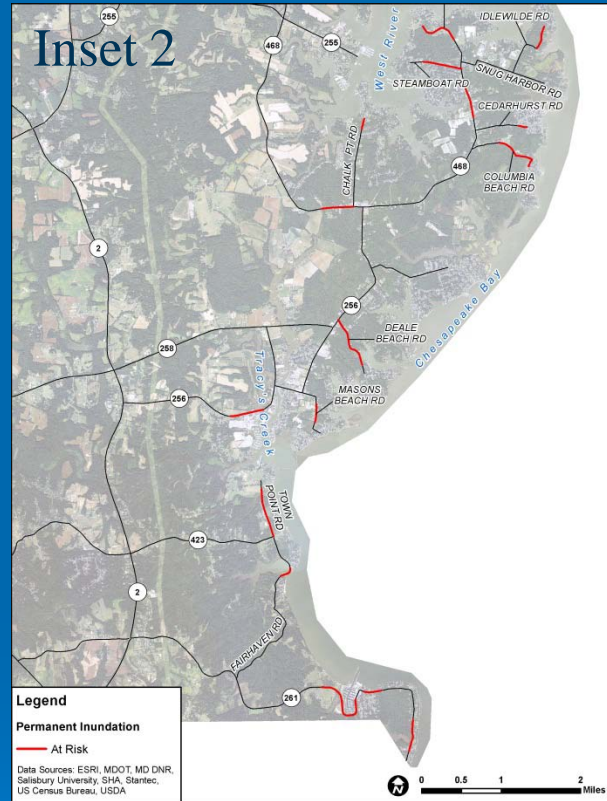 Inset 2
255
468
255
West River
IDLEWILDE RD
STEAMBOAT RD
SNUG HARBOR RD
CEDARHURST RD
CHALK PT RD
468
COLUMBIA
BEACH RD
2
256
Chesapeake Bay
DEALE
BEACH RD
258
Tracy's Creek
256
MASONS
BEACH RD
TOWN
POINT RD
423
2
FAIRHAVEN RD
261
Legend
Permanent Inundation
At Risk
Data Sources: ESRI, MDOT, MD DNR,
Salisbury University, SHA, Stantec,
US Census Bureau, USDA
N
0 0.5 1 2
Miles